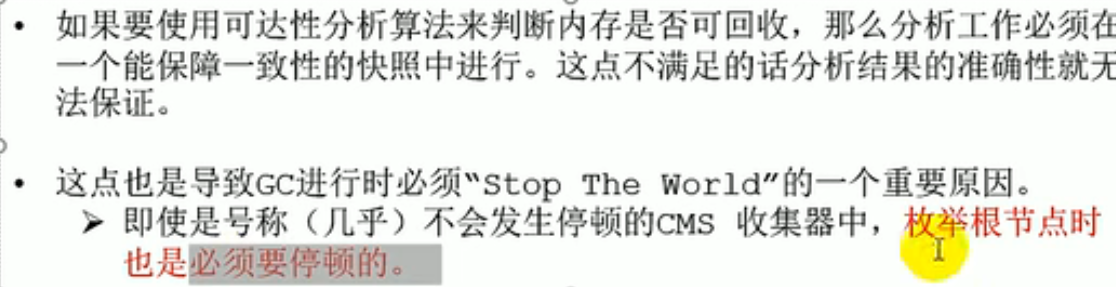 • 如果要使用可达性分析算法来判断内存是否可回收，那么分析工作必须在
一个能保障一致性的快照中进行。这点不满足的话分析结果的准确性就无
法保证。
• 这点也是导致GC进行时必须“Stop The World”的一个重要原因。
➢ 即使是号称（几乎）不会发生停顿的CMS 收集器中，枚举根节点时
也是必须要停顿的。